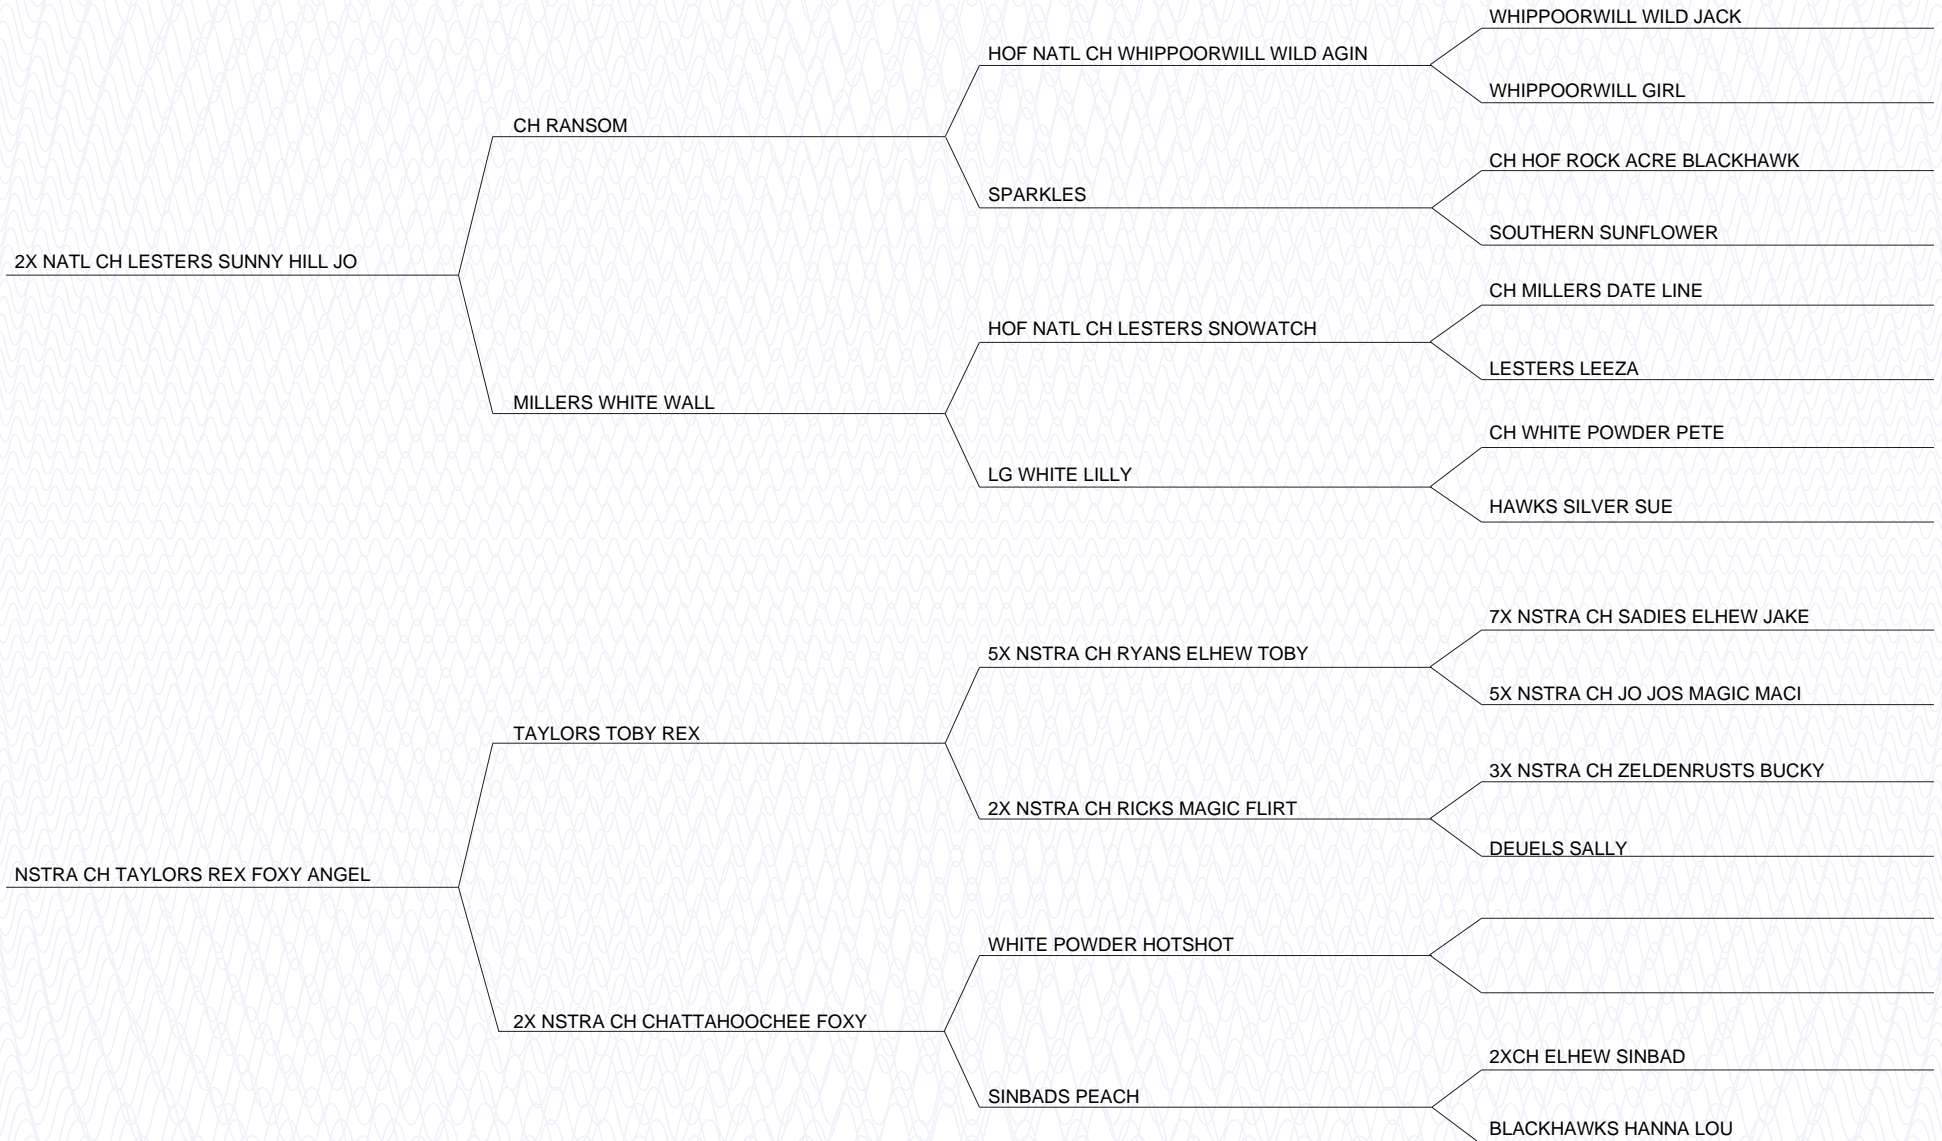 WHIPPOORWILL WILD JACK
HOF NATL CH WHIPPOORWILL WILD AGIN
WHIPPOORWILL GIRL
CH RANSOM
CH HOF ROCK ACRE BLACKHAWK
SPARKLES
SOUTHERN SUNFLOWER
2X NATL CH LESTERS SUNNY HILL JO
CH MILLERS DATE LINE
HOF NATL CH LESTERS SNOWATCH
LESTERS LEEZA
MILLERS WHITE WALL
CH WHITE POWDER PETE
LG WHITE LILLY
HAWKS SILVER SUE
7X NSTRA CH SADIES ELHEW JAKE
5X NSTRA CH RYANS ELHEW TOBY
5X NSTRA CH JO JOS MAGIC MACI
TAYLORS TOBY REX
3X NSTRA CH ZELDENRUSTS BUCKY
2X NSTRA CH RICKS MAGIC FLIRT
DEUELS SALLY
NSTRA CH TAYLORS REX FOXY ANGEL
WHITE POWDER HOTSHOT
2X NSTRA CH CHATTAHOOCHEE FOXY
2XCH ELHEW SINBAD
SINBADS PEACH
BLACKHAWKS HANNA LOU